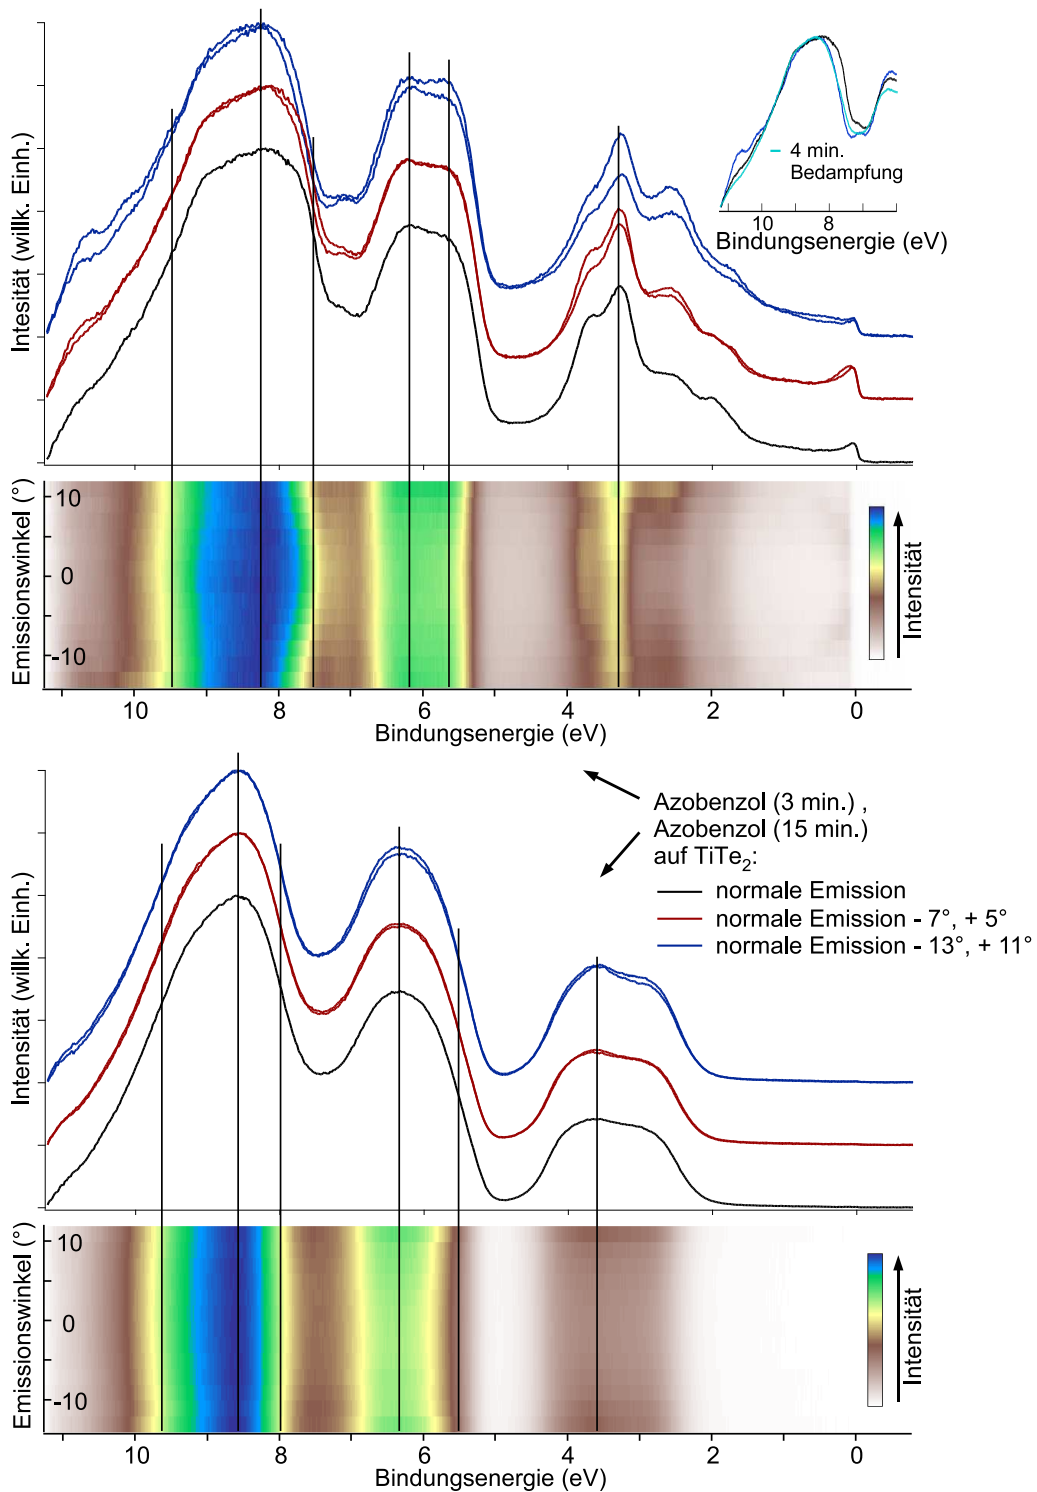 Intesität (willk. Einh.)
4 min.
Bedampfung
10 8
Bindungsenergie (eV)
Emissionswinkel (°)
10
0
-10
Intensität
10 8 6 4 2 0
Bindungsenergie (eV)
Intensität (willk. Einh.)
Azobenzol (3 min.) ,
Azobenzol (15 min.)
auf TiTe₂:
normale Emission
normale Emission - 7°, + 5°
normale Emission - 13°, + 11°
Emissionswinkel (°)
10
0
-10
Intensität
10 8 6 4 2 0
Bindungsenergie (eV)